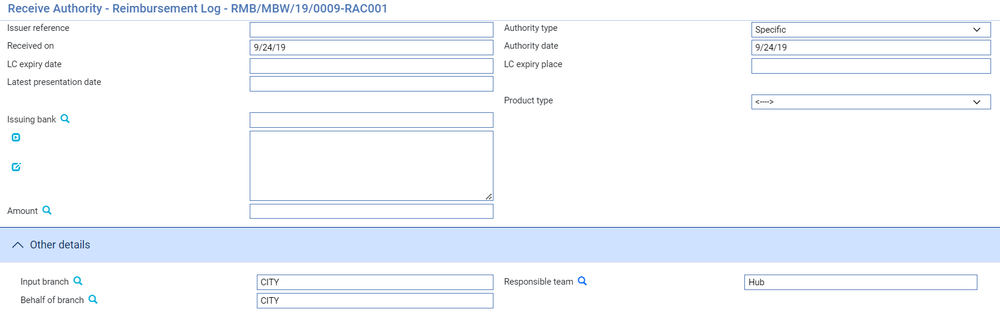 Receive Authority - Reimbursement Log - RMB/MBW/19/0009-RAC001
Issuer reference Authority type Specific
Received on 9/24/19 Authority date 9/24/19
LC expiry date LC expiry place
Latest presentation date
Product type <---->
Issuing bank
Amount
Other details
Input branch CITY Responsible team Hub
Behalf of branch CITY